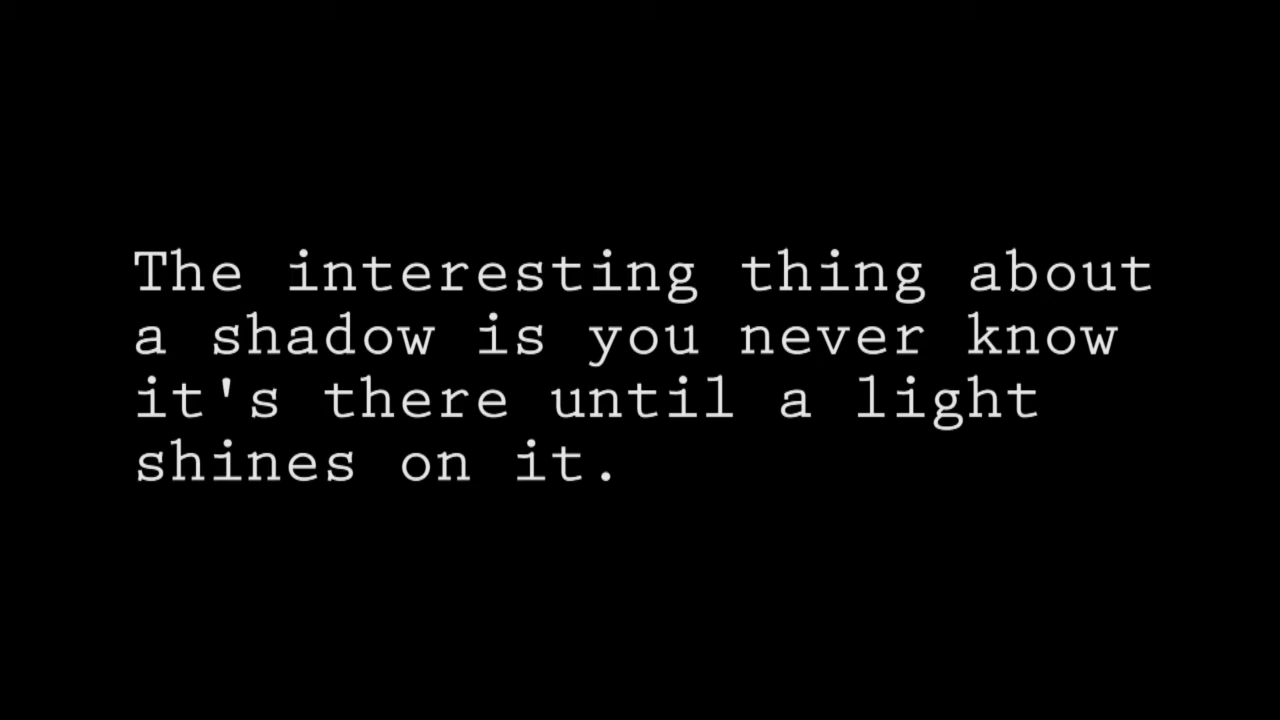 The interesting thing about
a shadow is you never know
it's there until a light
shines on it.